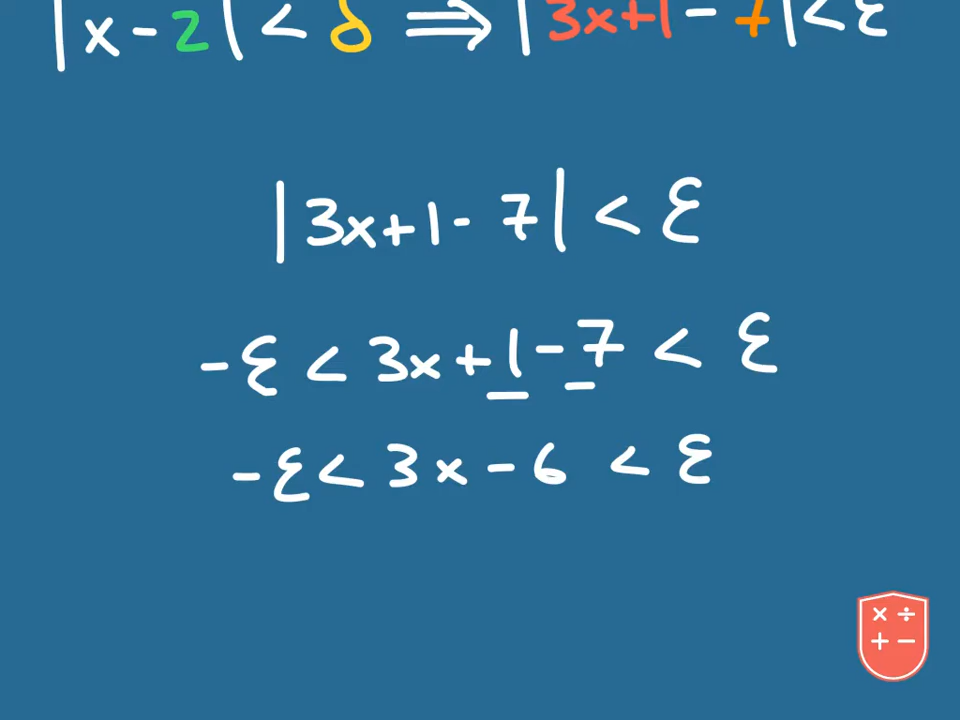 |x-2| < δ ⟹ |3x+1 - 7| < ε
|3x+1 - 7| < ε
-ε < 3x+1 - 7 < ε
-ε < 3x - 6 < ε
× ÷
+ −